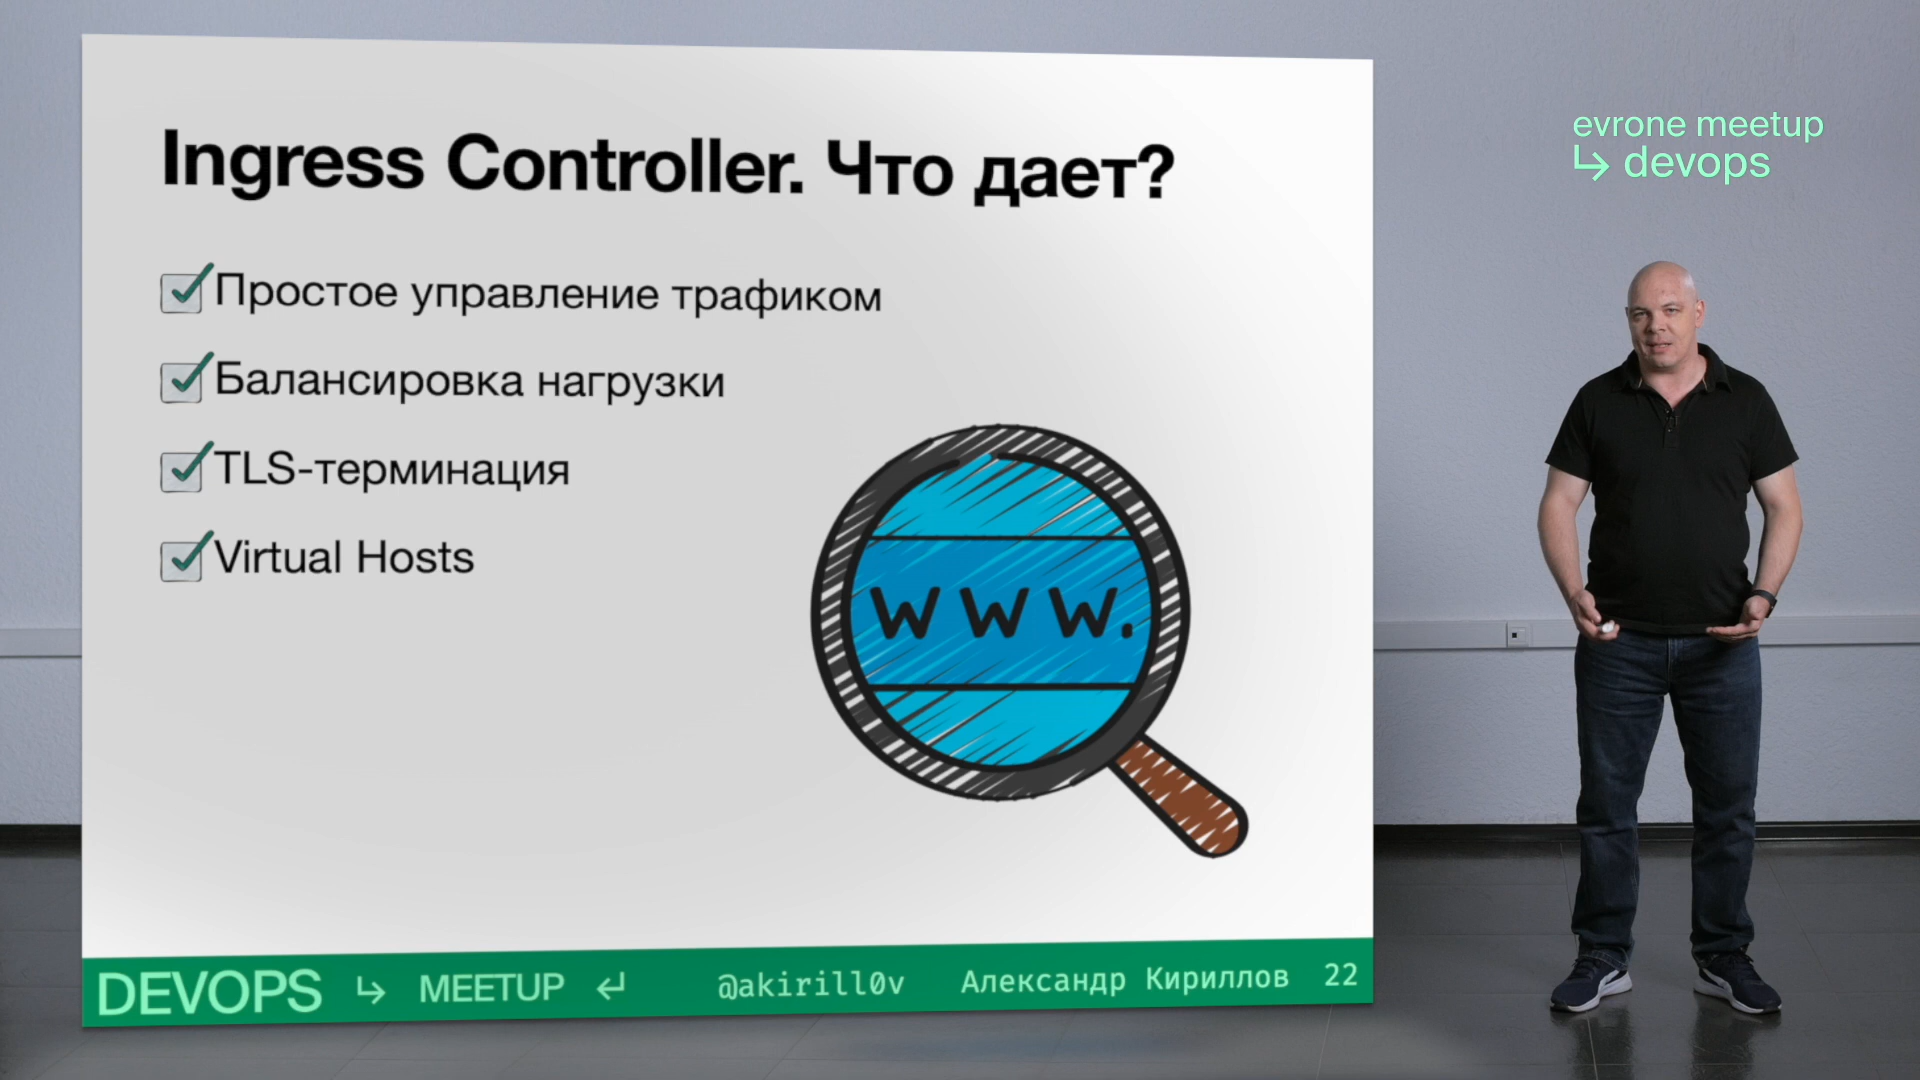 Ingress Controller. Что дает?
Простое управление трафиком
Балансировка нагрузки
TLS-терминация
Virtual Hosts
www.
DEVOPS ↳ MEETUP ↵ @akirill0v Александр Кириллов 22
evrone meetup
↳ devops